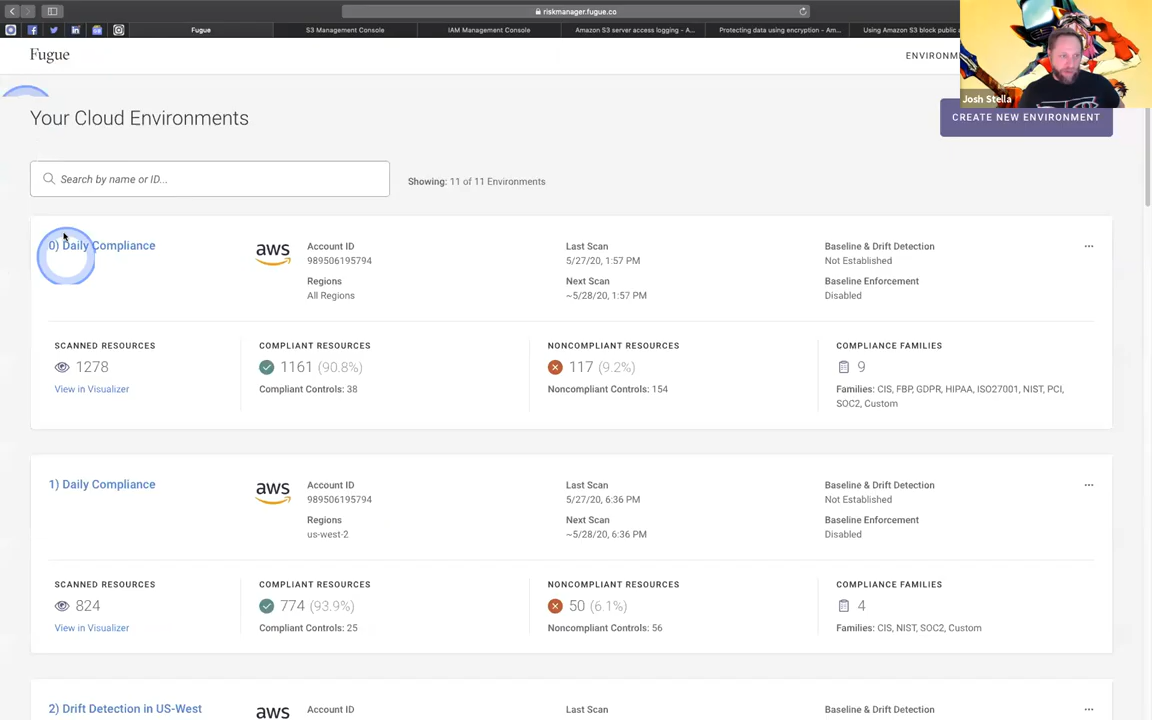 riskmanager.fugue.co
Fugue
S3 Management Console
IAM Management Console
Amazon S3 server access logging - A...
Protecting data using encryption - Am...
Using Amazon S3 block public
Fugue
ENVIRONM
Josh Stella
Your Cloud Environments
CREATE NEW ENVIRONMENT
Search by name or ID...
Showing: 11 of 11 Environments
0) Daily Compliance
aws
Account ID
989506195794
Regions
All Regions
Last Scan
5/27/20, 1:57 PM
Next Scan
~5/28/20, 1:57 PM
Baseline & Drift Detection
Not Established
Baseline Enforcement
Disabled
SCANNED RESOURCES
1278
View in Visualizer
COMPLIANT RESOURCES
1161 (90.8%)
Compliant Controls: 38
NONCOMPLIANT RESOURCES
117 (9.2%)
Noncompliant Controls: 154
COMPLIANCE FAMILIES
9
Families: CIS, FBP, GDPR, HIPAA, ISO27001, NIST, PCI,
SOC2, Custom
1) Daily Compliance
aws
Account ID
989506195794
Regions
us-west-2
Last Scan
5/27/20, 6:36 PM
Next Scan
~5/28/20, 6:36 PM
Baseline & Drift Detection
Not Established
Baseline Enforcement
Disabled
SCANNED RESOURCES
824
View in Visualizer
COMPLIANT RESOURCES
774 (93.9%)
Compliant Controls: 25
NONCOMPLIANT RESOURCES
50 (6.1%)
Noncompliant Controls: 56
COMPLIANCE FAMILIES
4
Families: CIS, NIST, SOC2, Custom
2) Drift Detection in US-West
aws
Account ID
Last Scan
Baseline & Drift Detection